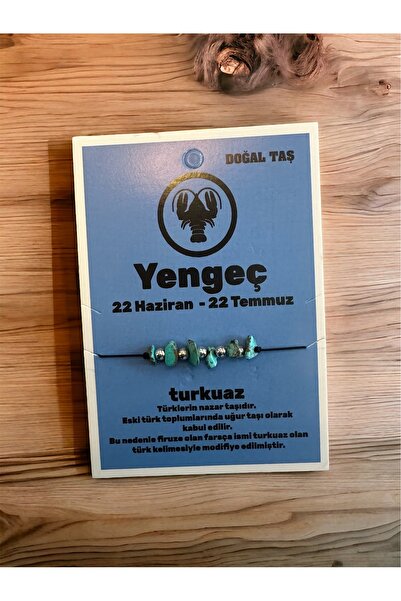 DOĞAL TAŞ
Yengeç
22 Haziran - 22 Temmuz
turkuaz
Türklerin nazar taşıdır.
Eski türk toplumlarında uğur taşı olarak
kabul edilir.
Bu nedenle firuze olan farsça ismi turkuaz olan
türk kelimesiyle modifiye edilmiştir.